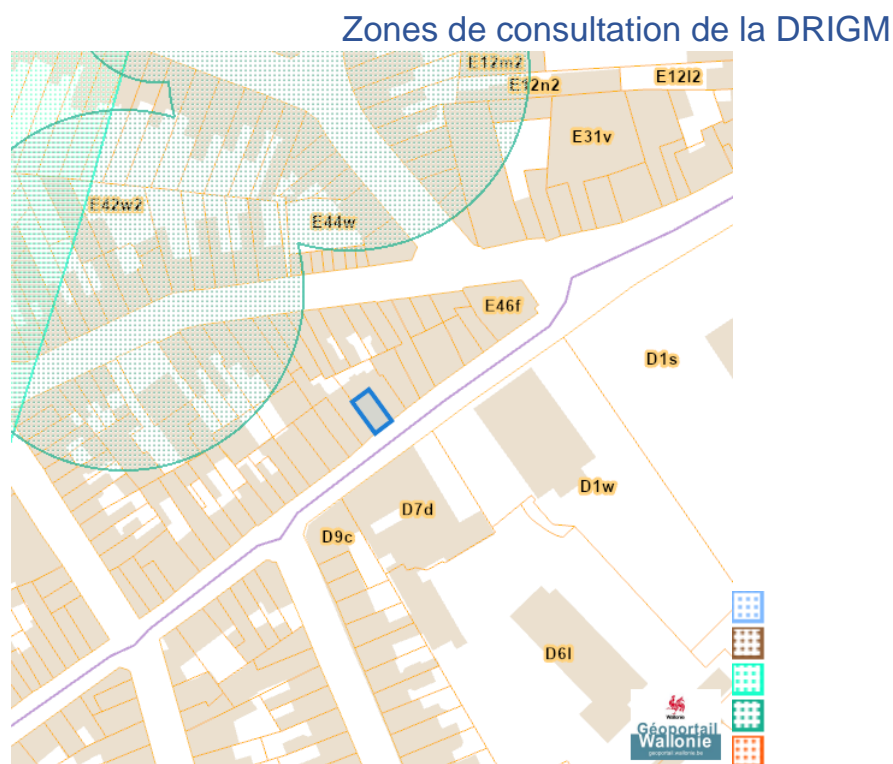 Zones de consultation de la DRIGM
E12m2
E12n2
E12l2
E31v
E42w2
E44w
E46f
D1s
D1w
D7d
D9c
D6l
Wallonie
Géoportail
Wallonie
geoportail.wallonie.be